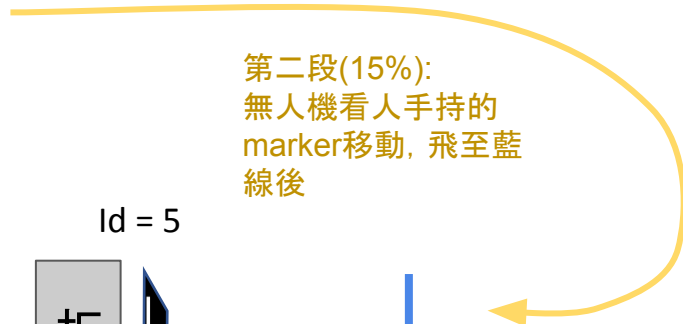 第二段(15%):
無人機看人手持的
marker移動，飛至藍
線後
Id = 5